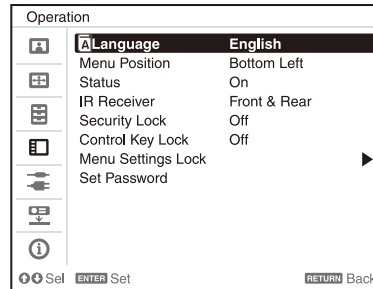 Operation
A Language English
Menu Position Bottom Left
Status On
IR Receiver Front & Rear
Security Lock Off
Control Key Lock Off
Menu Settings Lock
Set Password
Sel ENTER Set RETURN Back